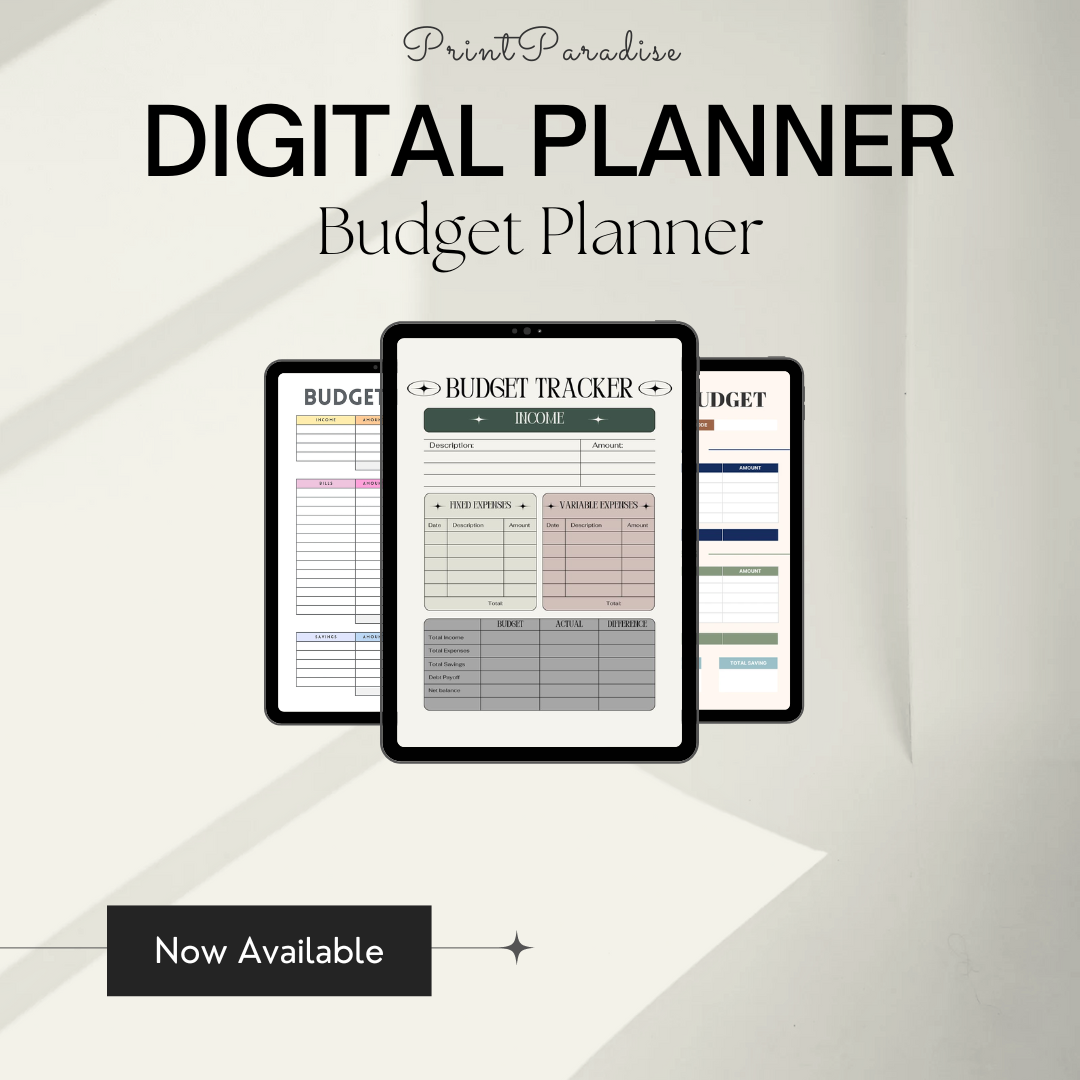 PrintParadise
DIGITAL PLANNER
Budget Planner
BUDGET
INCOME
BILLS
SAVINGS
BUDGET TRACKER
INCOME
Description: Amount:
FIXED EXPENSES VARIABLE EXPENSES
Date Description Amount Date Description Amount
Total: Total:
BUDGET ACTUAL DIFFERENCE
Total Income
Total Expenses
Total Savings
Debt Payoff
Net balance
UDGET
AMOUNT
AMOUNT
TOTAL SAVING
Now Available